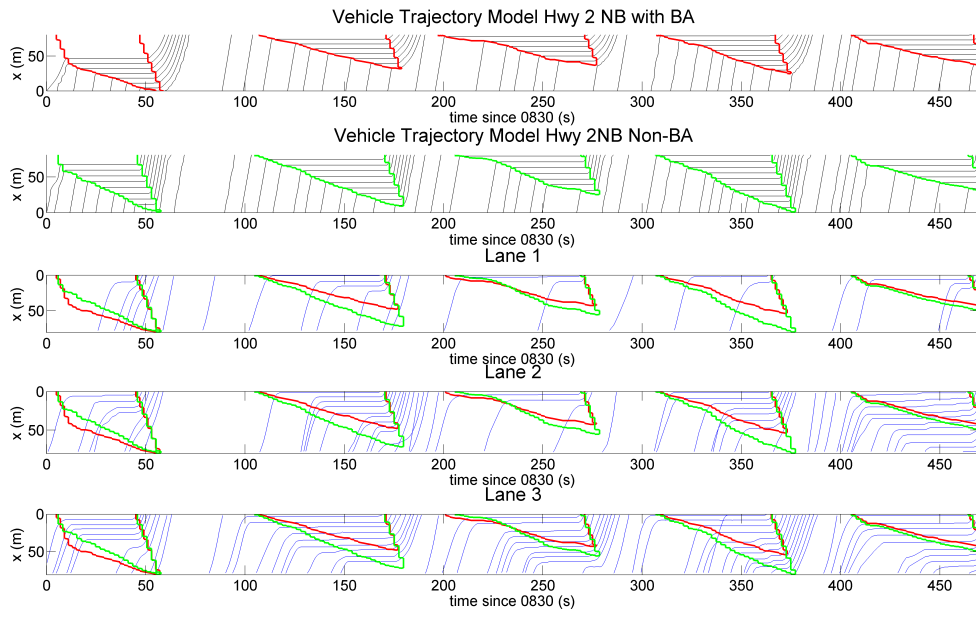 Vehicle Trajectory Model Hwy 2 NB with BA
x (m)
50
0
0 50 100 150 200 250 300 350 400 450
time since 0830 (s)
Vehicle Trajectory Model Hwy 2NB Non-BA
x (m)
50
0
0 50 100 150 200 250 300 350 400 450
time since 0830 (s)
Lane 1
x (m)
0
50
0 50 100 150 200 250 300 350 400 450
time since 0830 (s)
Lane 2
x (m)
0
50
0 50 100 150 200 250 300 350 400 450
time since 0830 (s)
Lane 3
x (m)
0
50
0 50 100 150 200 250 300 350 400 450
time since 0830 (s)